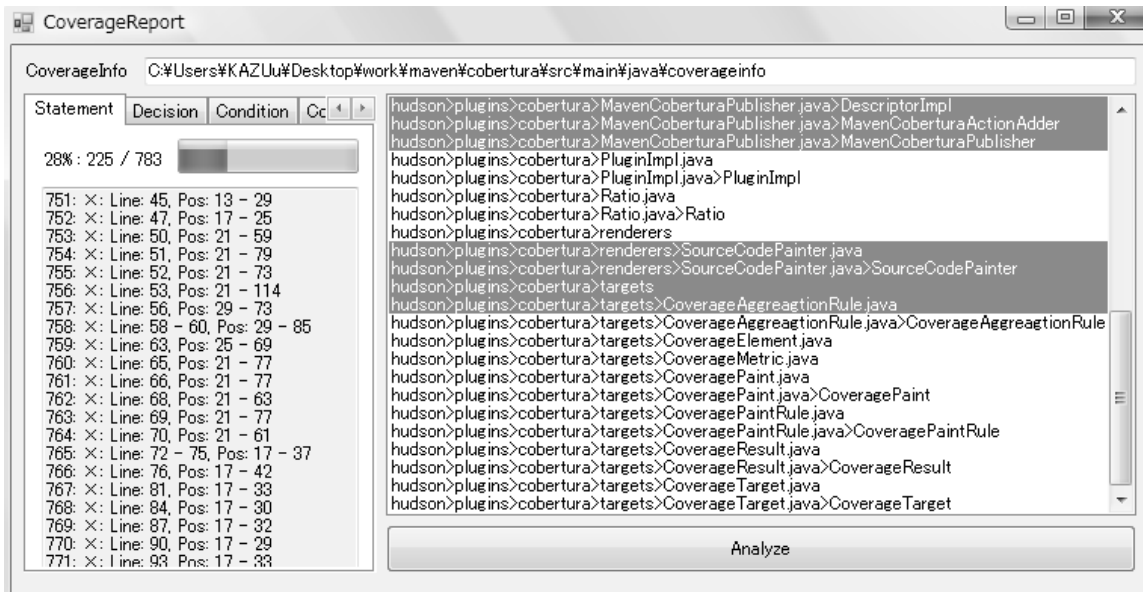 CoverageReport
CoverageInfo C:¥Users¥KAZUu¥Desktop¥work¥maven¥cobertura¥src¥main¥java¥coverageinfo
Statement Decision Condition Co
28% : 225 / 783
751: ×: Line: 45, Pos: 13 - 29
752: ×: Line: 47, Pos: 17 - 25
753: ×: Line: 50, Pos: 21 - 59
754: ×: Line: 51, Pos: 21 - 79
755: ×: Line: 52, Pos: 21 - 73
756: ×: Line: 53, Pos: 21 - 114
757: ×: Line: 56, Pos: 29 - 73
758: ×: Line: 58 - 60, Pos: 29 - 85
759: ×: Line: 63, Pos: 25 - 69
760: ×: Line: 65, Pos: 21 - 77
761: ×: Line: 66, Pos: 21 - 77
762: ×: Line: 68, Pos: 21 - 63
763: ×: Line: 69, Pos: 21 - 77
764: ×: Line: 70, Pos: 21 - 61
765: ×: Line: 72 - 75, Pos: 17 - 37
766: ×: Line: 76, Pos: 17 - 42
767: ×: Line: 81, Pos: 17 - 33
768: ×: Line: 84, Pos: 17 - 30
769: ×: Line: 87, Pos: 17 - 32
770: ×: Line: 90, Pos: 17 - 29
771: ×: Line: 93, Pos: 17 - 33
hudson>plugins>cobertura>MavenCoberturaPublisher.java>DescriptorImpl
hudson>plugins>cobertura>MavenCoberturaPublisher.java>MavenCoberturaActionAdder
hudson>plugins>cobertura>MavenCoberturaPublisher.java>MavenCoberturaPublisher
hudson>plugins>cobertura>PluginImpl.java
hudson>plugins>cobertura>PluginImpl.java>PluginImpl
hudson>plugins>cobertura>Ratio.java
hudson>plugins>cobertura>Ratio.java>Ratio
hudson>plugins>cobertura>renderers
hudson>plugins>cobertura>renderers>SourceCodePainter.java
hudson>plugins>cobertura>renderers>SourceCodePainter.java>SourceCodePainter
hudson>plugins>cobertura>targets
hudson>plugins>cobertura>targets>CoverageAggreagtionRule.java
hudson>plugins>cobertura>targets>CoverageAggreagtionRule.java>CoverageAggreagtionRule
hudson>plugins>cobertura>targets>CoverageElement.java
hudson>plugins>cobertura>targets>CoverageMetric.java
hudson>plugins>cobertura>targets>CoveragePaint.java
hudson>plugins>cobertura>targets>CoveragePaint.java>CoveragePaint
hudson>plugins>cobertura>targets>CoveragePaintRule.java
hudson>plugins>cobertura>targets>CoveragePaintRule.java>CoveragePaintRule
hudson>plugins>cobertura>targets>CoverageResult.java
hudson>plugins>cobertura>targets>CoverageResult.java>CoverageResult
hudson>plugins>cobertura>targets>CoverageTarget.java
hudson>plugins>cobertura>targets>CoverageTarget.java>CoverageTarget
Analyze